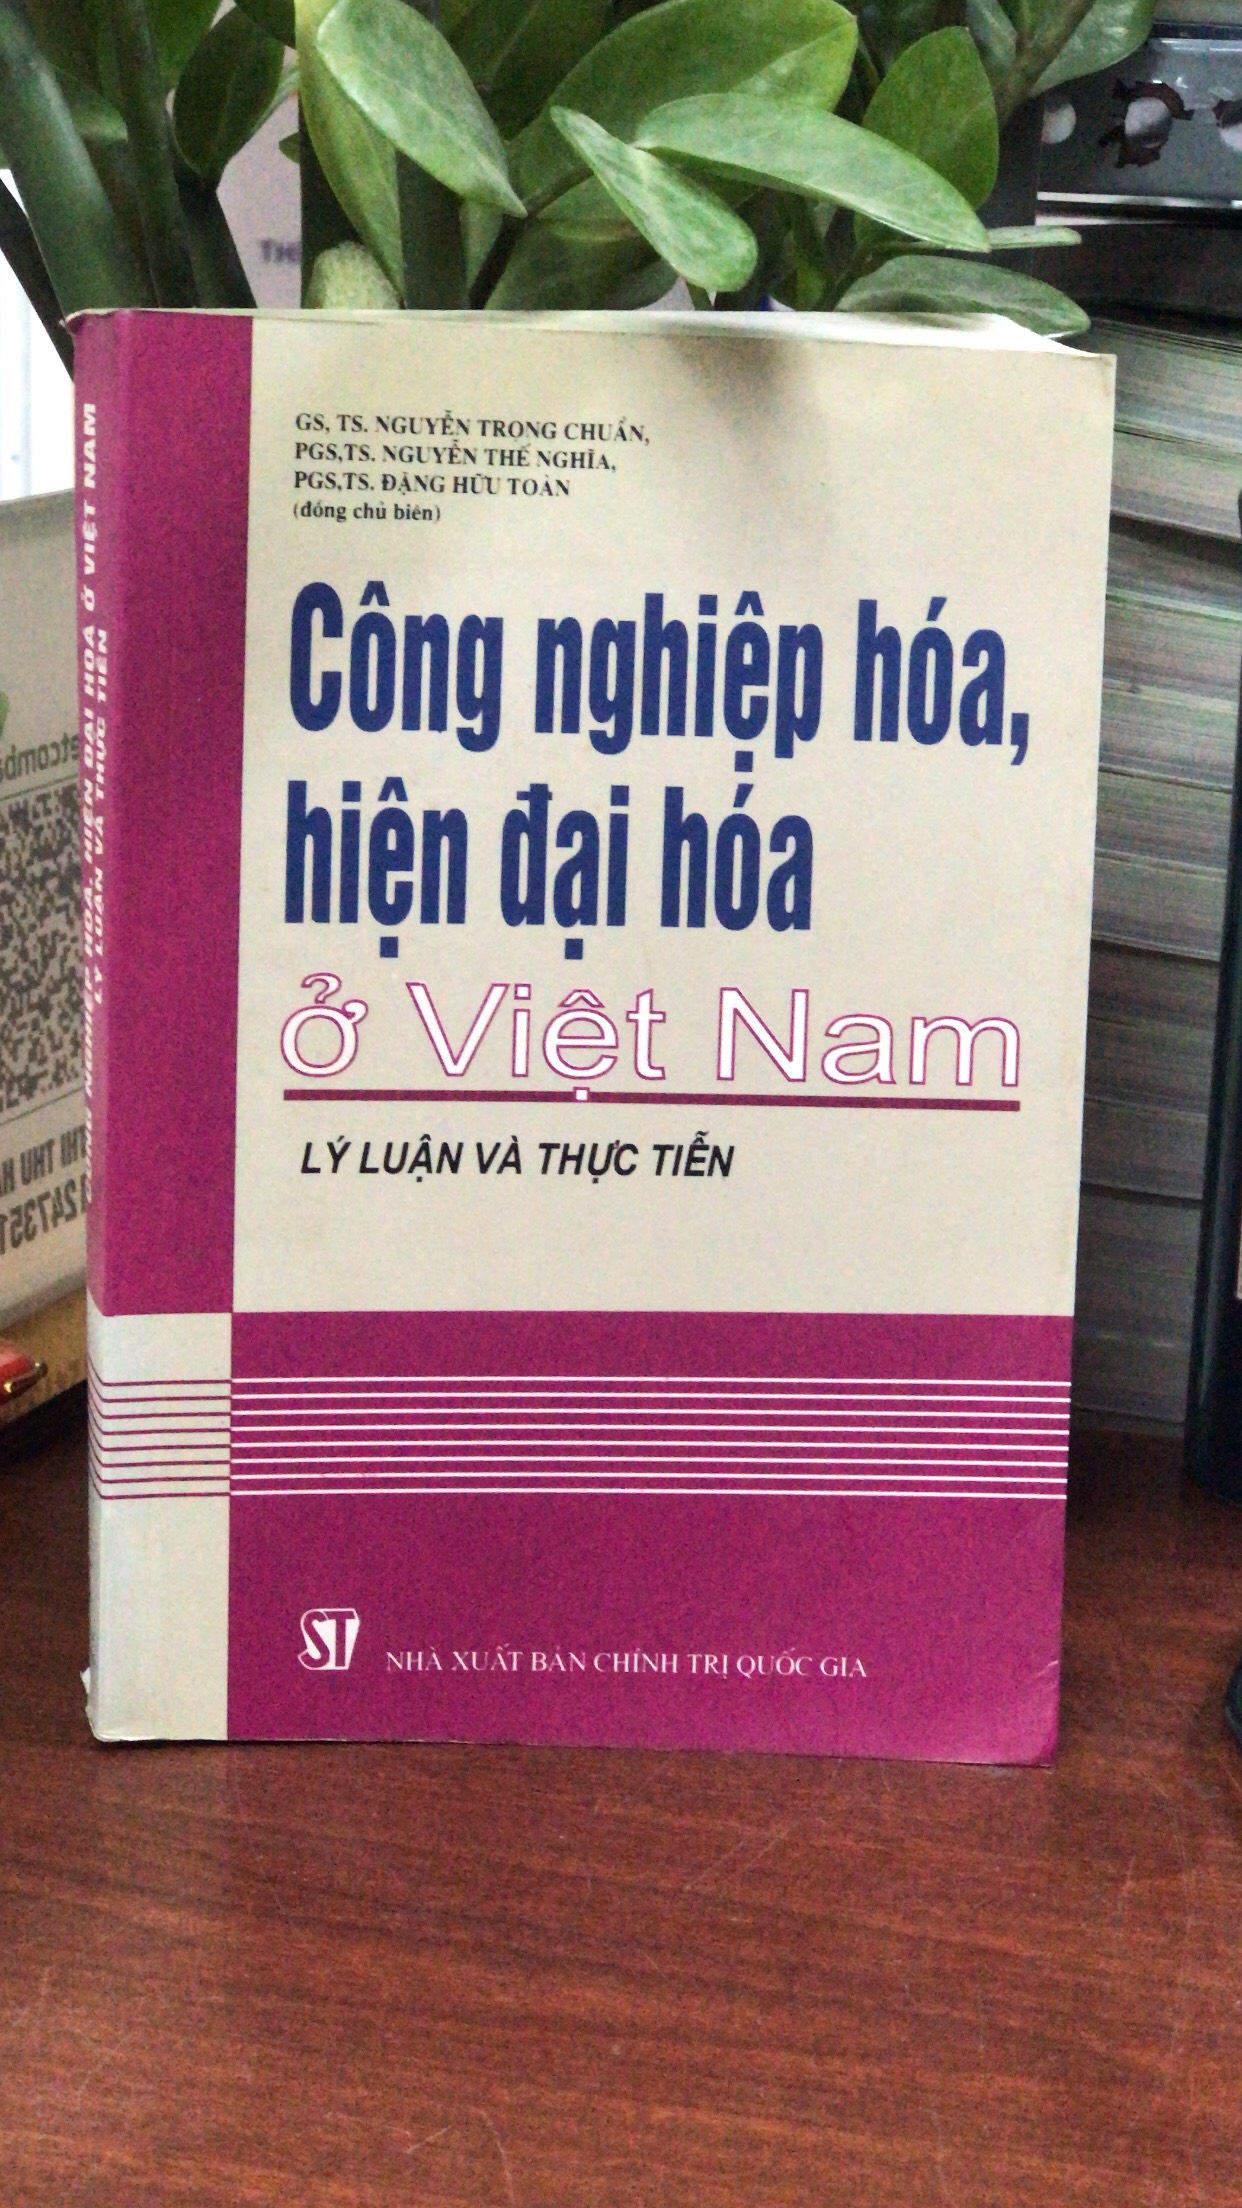 GS, TS. NGUYỄN TRỌNG CHUẨN,
PGS,TS. NGUYỄN THẾ NGHĨA,
PGS,TS. ĐẶNG HỮU TOÀN
(đồng chủ biên)
Công nghiệp hóa,
hiện đại hóa
ở Việt Nam
LÝ LUẬN VÀ THỰC TIỄN
ST
NHÀ XUẤT BẢN CHÍNH TRỊ QUỐC GIA
CÔNG NGHIỆP HOÁ, HIỆN ĐẠI HOÁ Ở VIỆT NAM
LÝ LUẬN VÀ THỰC TIỄN